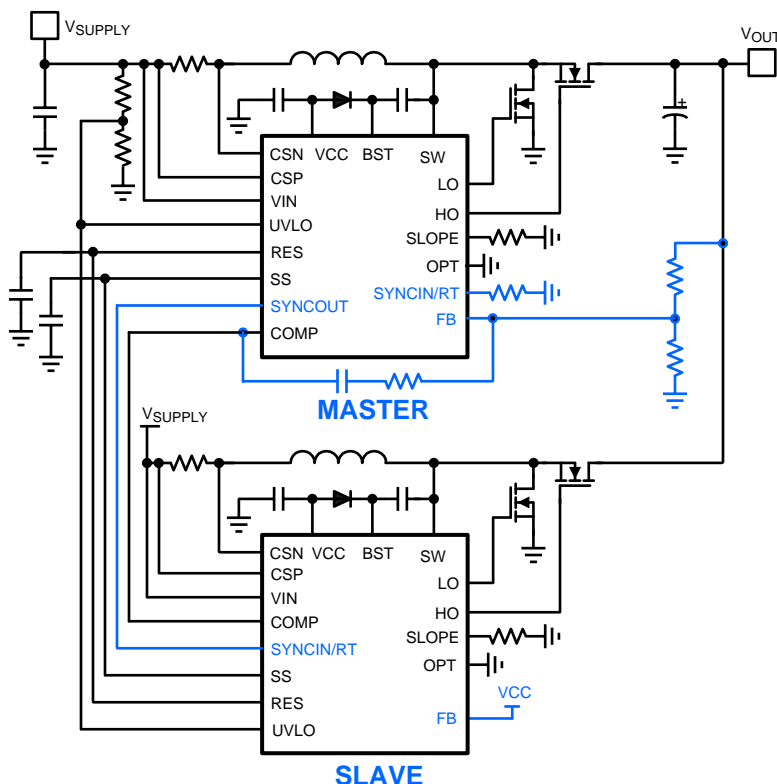 VSUPPLY
VOUT
+
CSN
VCC
BST
SW
CSP
VIN
LO
UVLO
HO
RES
SLOPE
SS
OPT
SYNCOUT
SYNCIN/RT
COMP
FB
MASTER
VSUPPLY
CSN
VCC
BST
SW
CSP
LO
VIN
HO
COMP
SLOPE
SYNCIN/RT
OPT
SS
RES
VCC
FB
UVLO
SLAVE